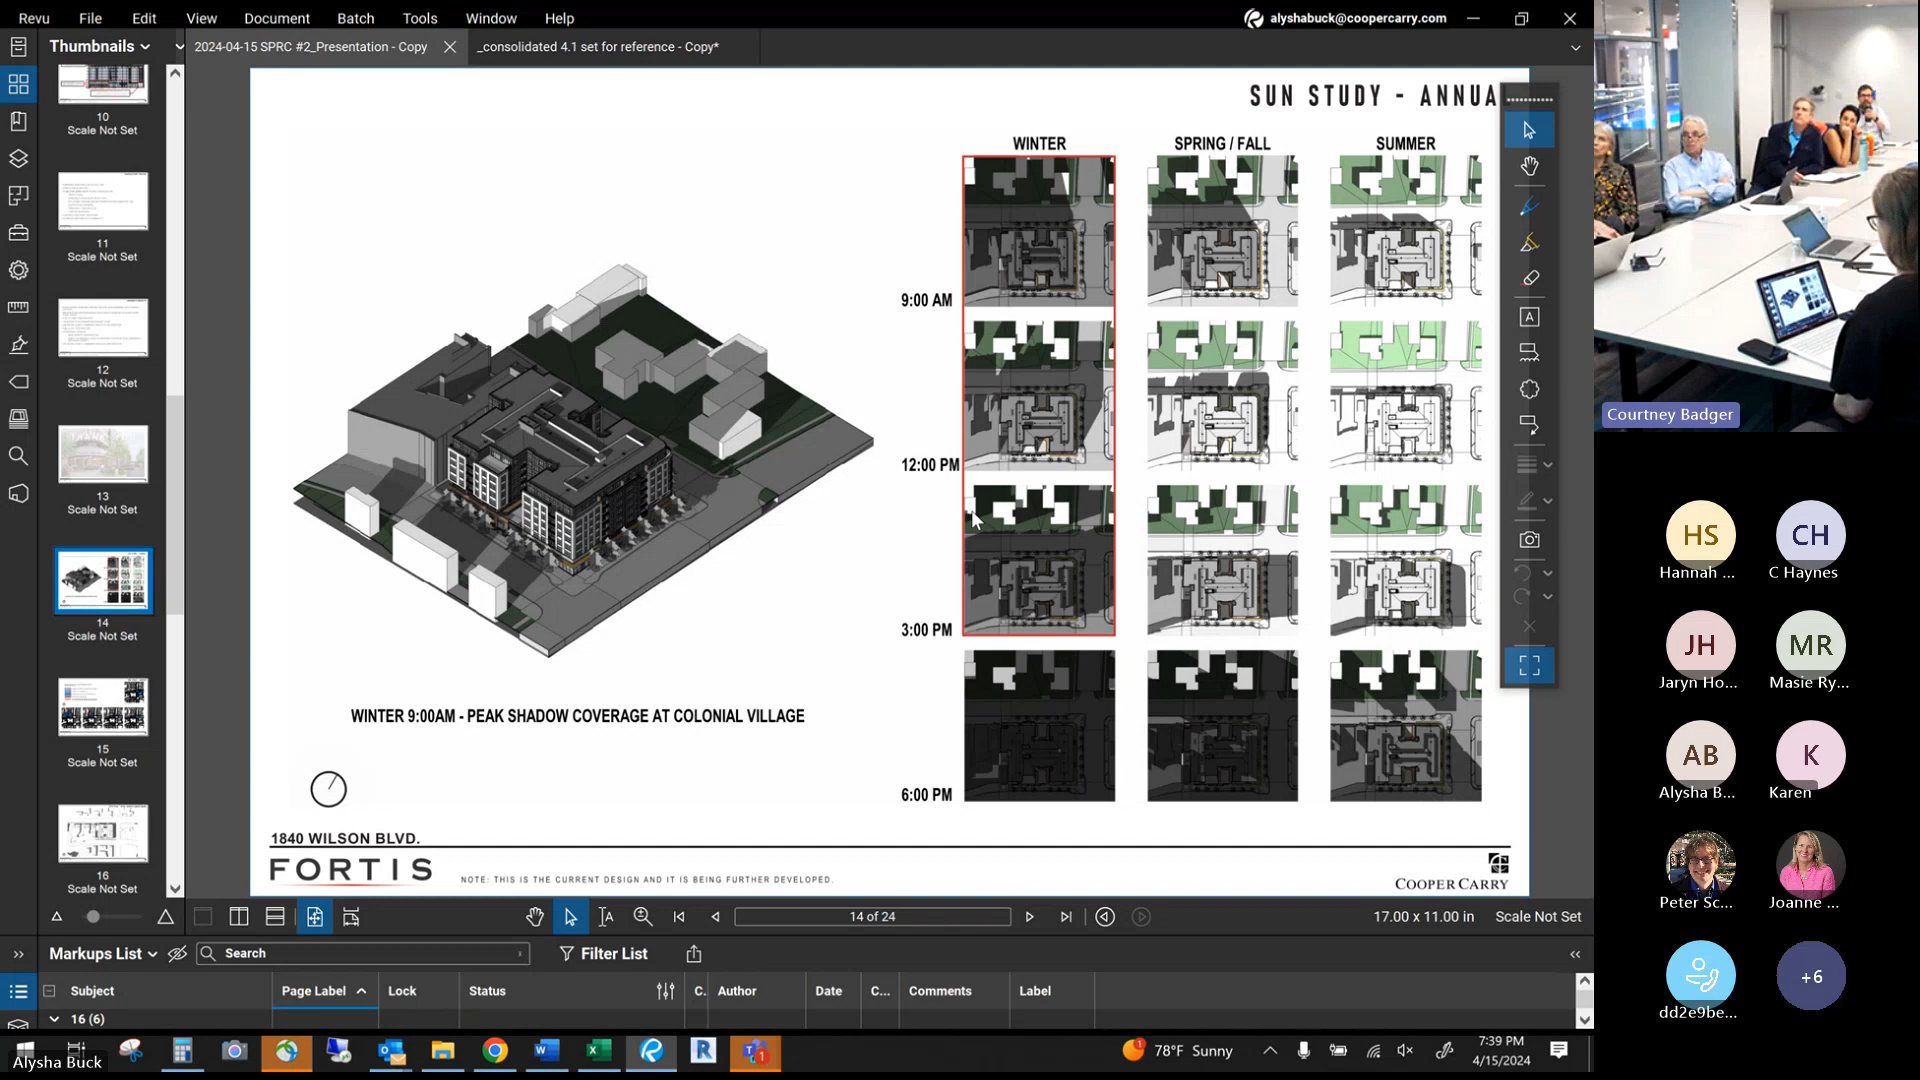 Revu File Edit View Document Batch Tools Window Help
alyshabuck@coopercarry.com
Thumbnails
2024-04-15 SPRC #2_Presentation - Copy
_consolidated 4.1 set for reference - Copy*
10
Scale Not Set
11
Scale Not Set
12
Scale Not Set
13
Scale Not Set
14
Scale Not Set
15
Scale Not Set
16
Scale Not Set
SUN STUDY - ANNUA
WINTER SPRING / FALL SUMMER
9:00 AM
12:00 PM
3:00 PM
6:00 PM
WINTER 9:00AM - PEAK SHADOW COVERAGE AT COLONIAL VILLAGE
1840 WILSON BLVD.
FORTIS
NOTE: THIS IS THE CURRENT DESIGN AND IT IS BEING FURTHER DEVELOPED.
COOPER CARRY
14 of 24
17.00 x 11.00 in
Scale Not Set
Markups List
Search
Filter List
Subject Page Label Lock Status C. Author Date C... Comments Label
16 (6)
Courtney Badger
HS
Hannah ...
CH
C Haynes
JH
Jaryn Ho...
MR
Masie Ry...
AB
Alysha B...
K
Karen
Peter Sc...
Joanne ...
dd2e9be...
+6
Alysha Buck
78°F Sunny
7:39 PM
4/15/2024